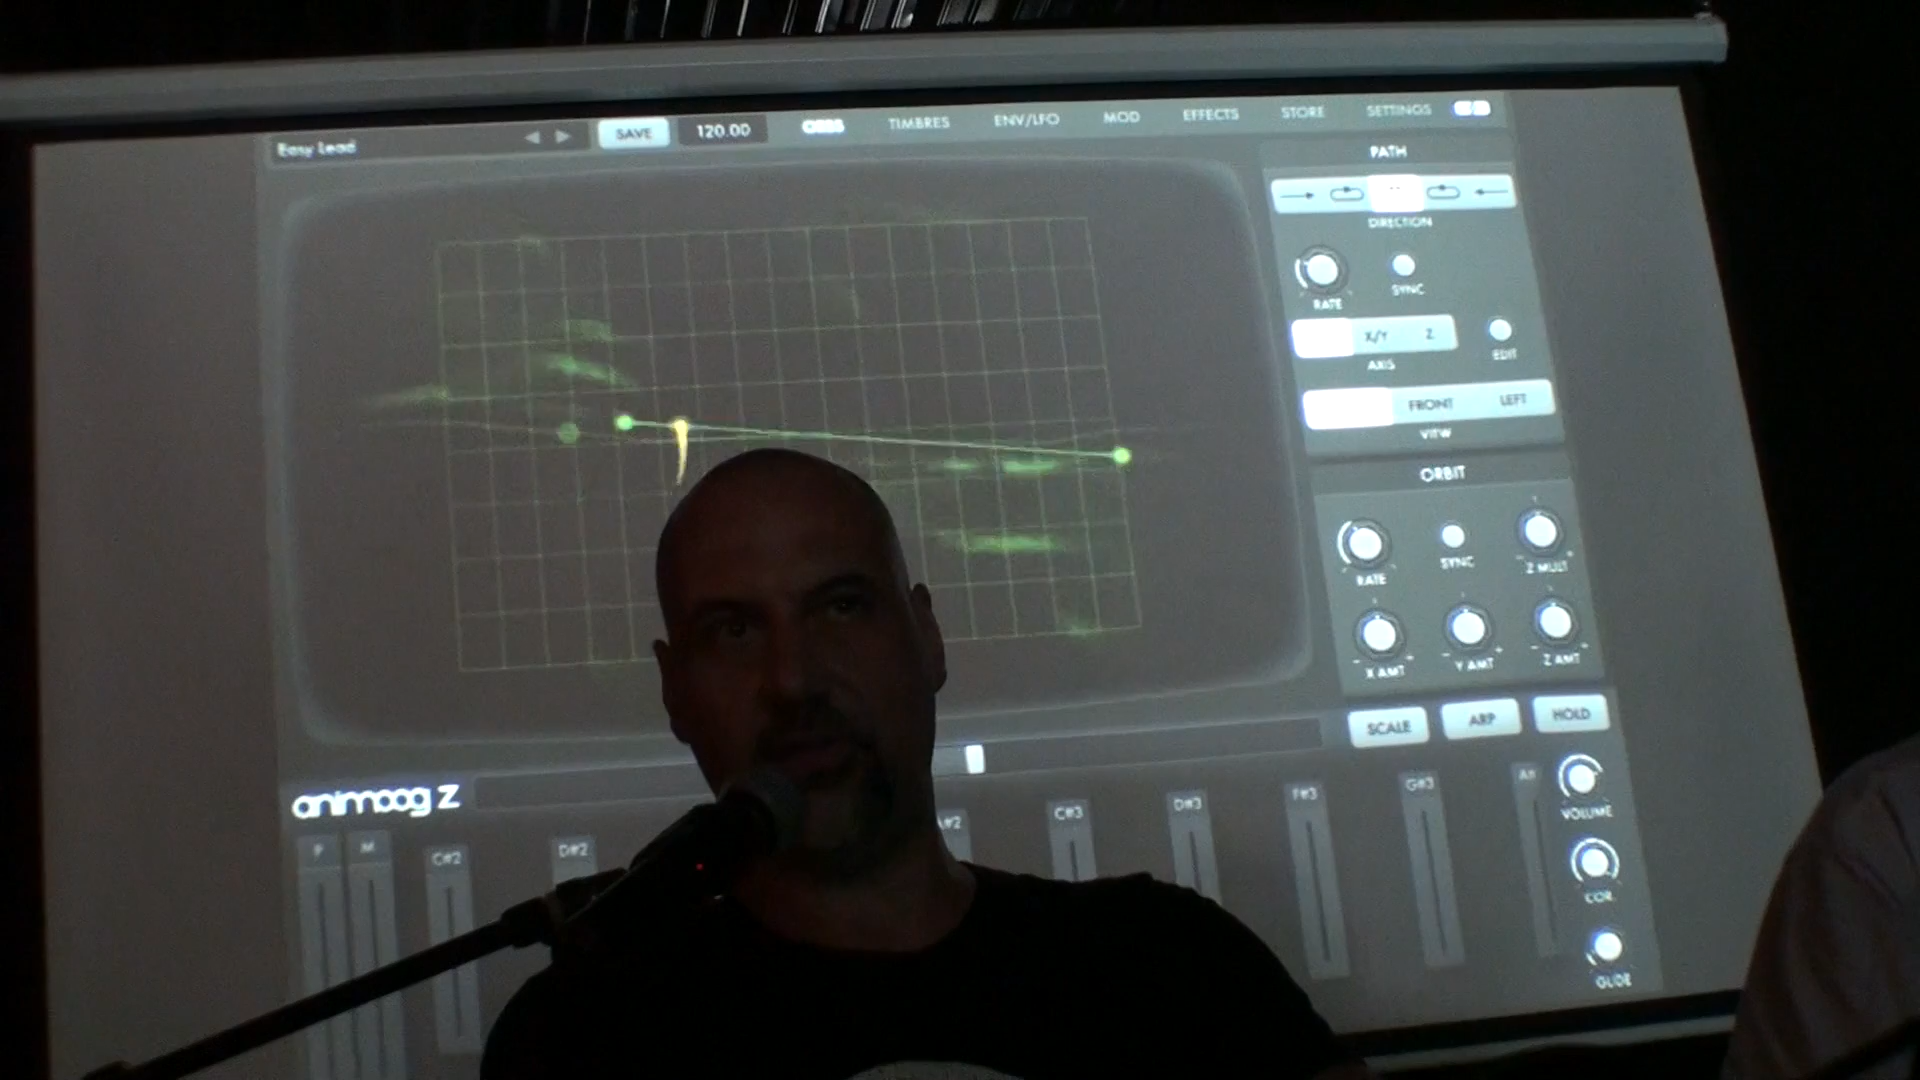 Easy Lead
SAVE
120.00
ORBS
TIMBRES
ENV/LFO
MOD
EFFECTS
STORE
SETTINGS
PATH
DIRECTION
RATE
SYNC
X/Y
Z
AXIS
EDIT
FRONT
LEFT
VIEW
ORBIT
RATE
SYNC
Z MULT
X AMT
Y AMT
Z AMT
SCALE
ARP
HOLD
animoog Z
P
M
C#2
D#2
C#3
D#3
F#3
G#3
VOLUME
COR.
GLIDE